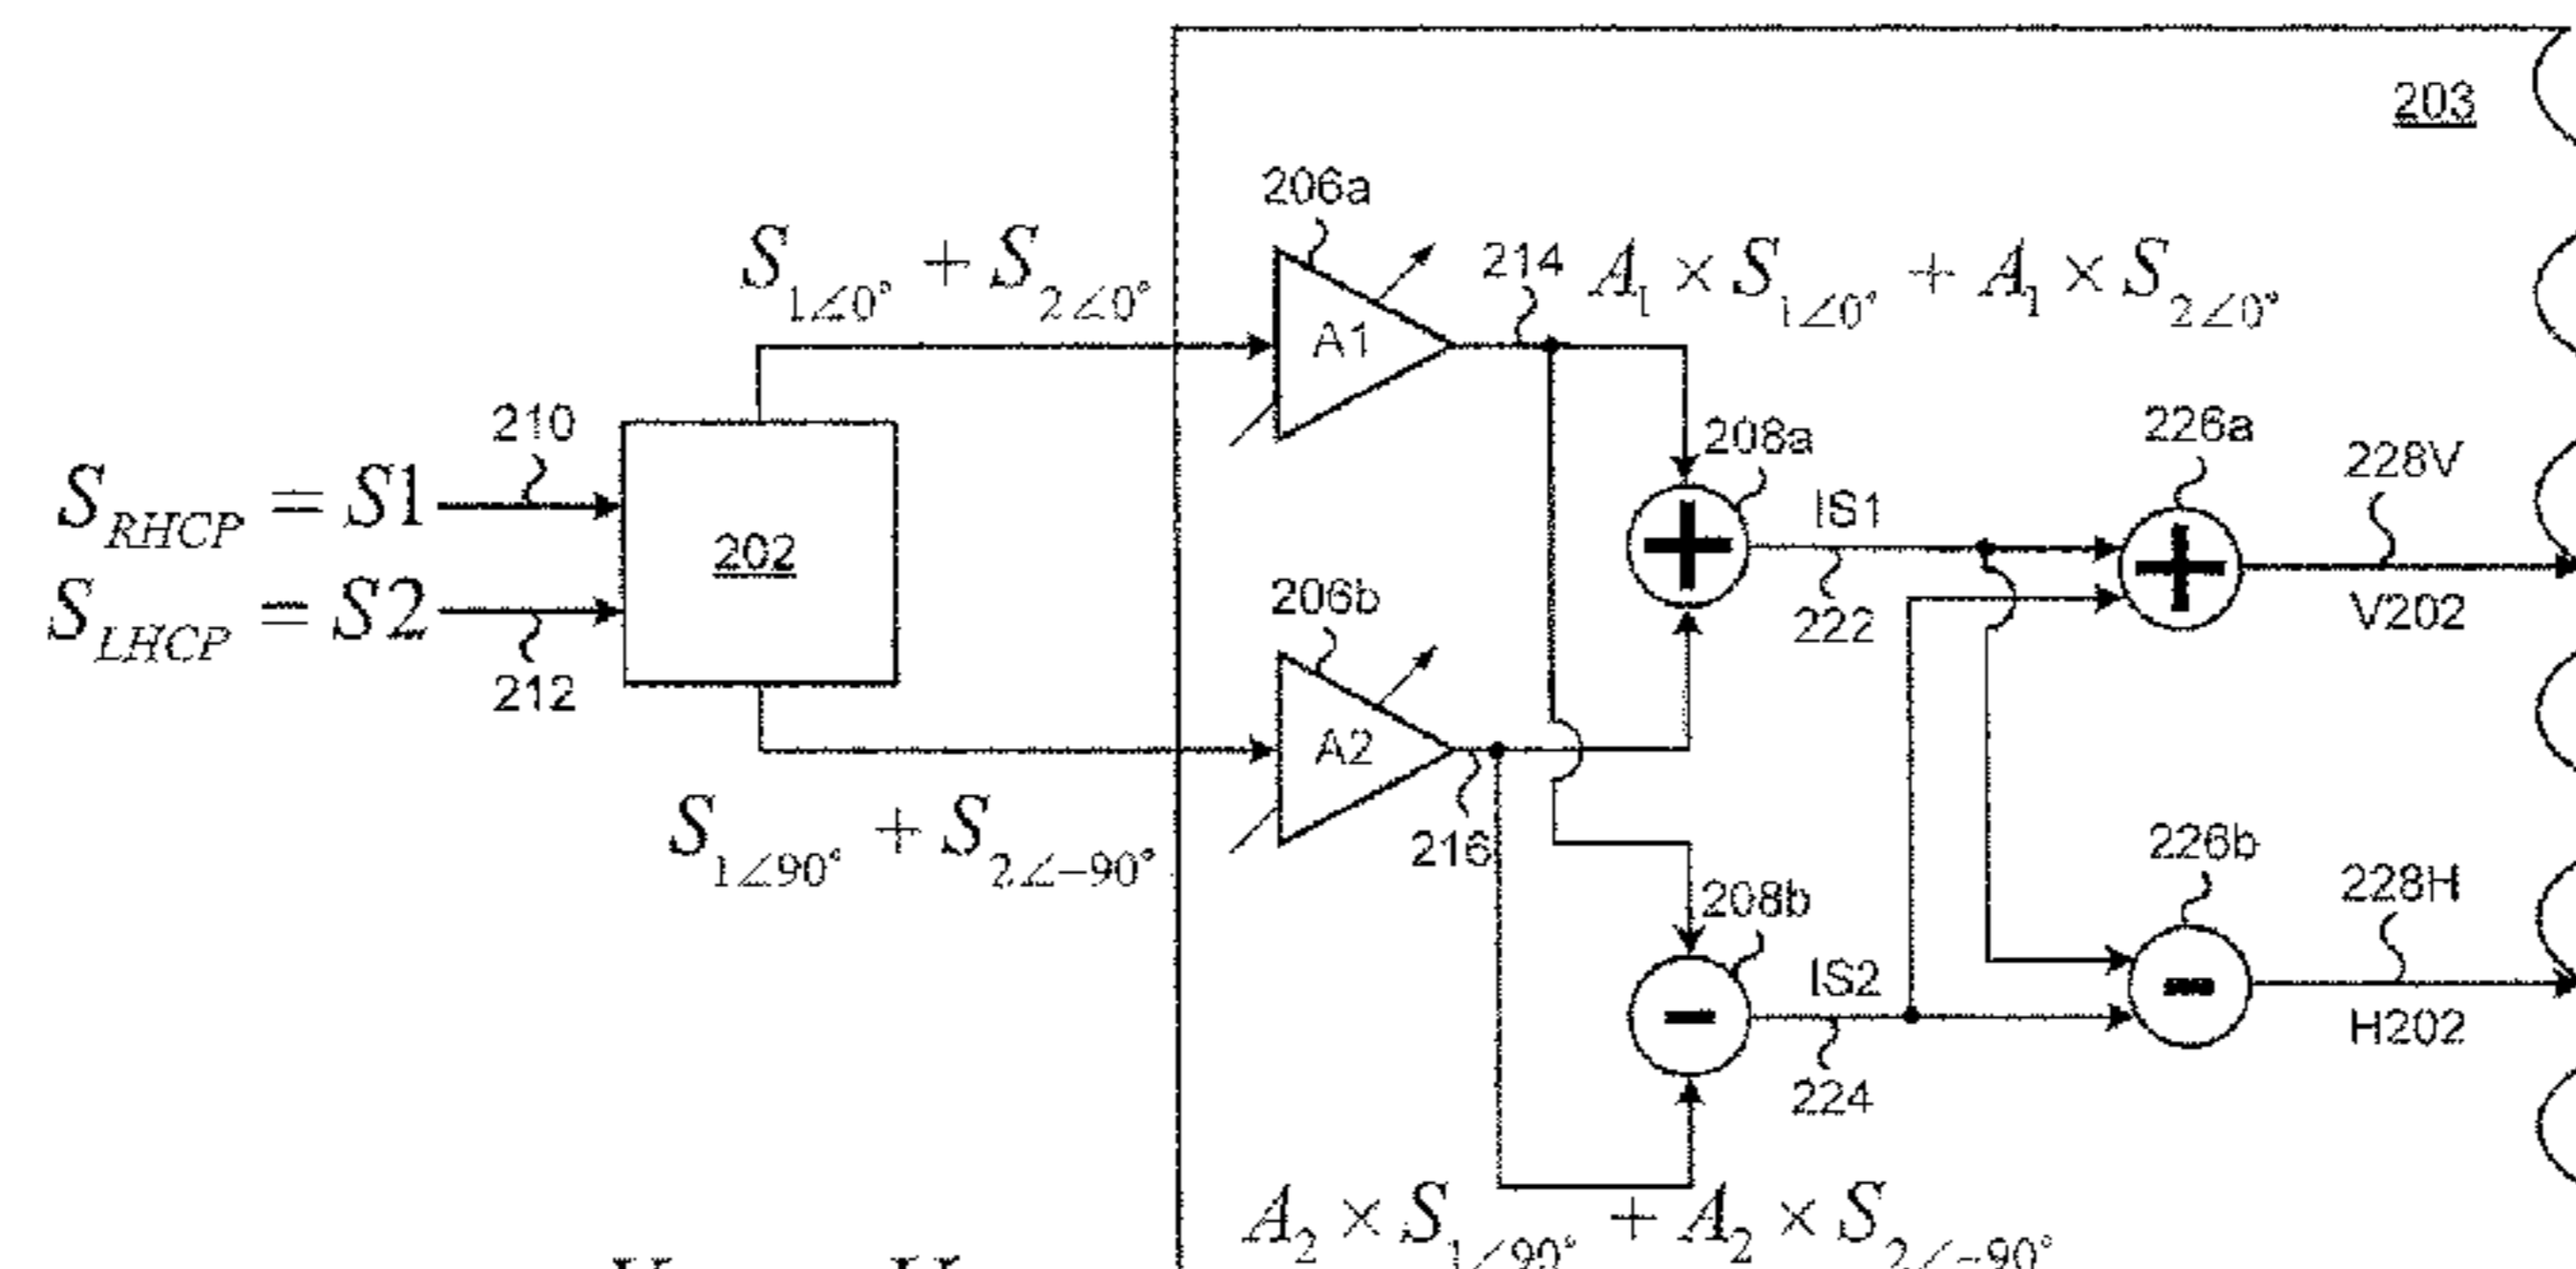 203
206a
S₁∠0° + S₂∠0°
214
A₁ × S₁∠0° + A₁ × S₂∠0°
A1
210
208a
226a
228V
S_RHCP = S1
IS1
202
S_LHCP = S2
212
206b
222
V202
A2
S₁∠90° + S₂∠−90°
216
208b
226b
228H
IS2
H202
224
A₂ × S₁∠90° + A₂ × S₂∠−90°